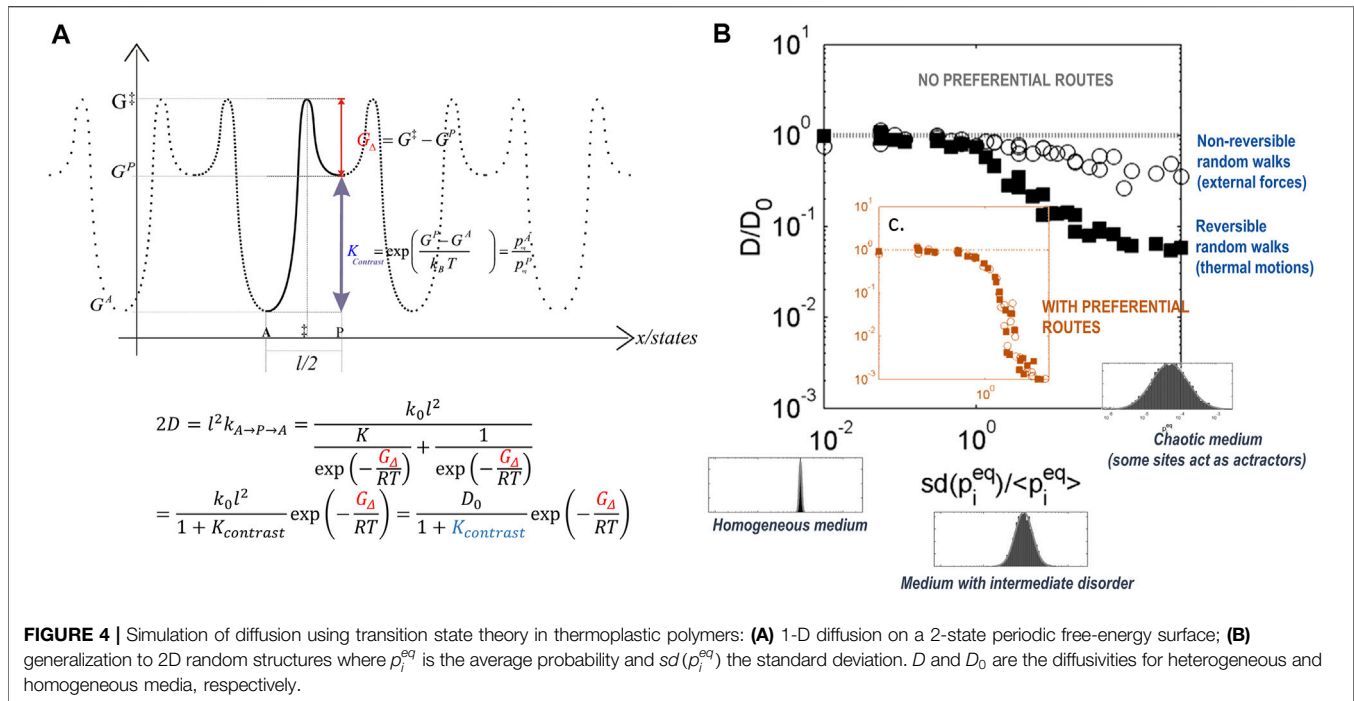 A
G‡
G^P
G^A
G_Δ = G‡ − G^P
K_Contrast = exp((G^P − G^A)/(k_B T)) = p_eq^A/p_eq^P
A
‡
P
x/states
l/2
2D = l²k_{A→P→A} = k_0 l² / (K/exp(−G_Δ/RT) + 1/exp(−G_Δ/RT))
= k_0 l²/(1 + K_contrast) exp(−G_Δ/RT) = D_0/(1 + K_contrast) exp(−G_Δ/RT)
B
10^1
10^0
10^-1
10^-2
10^-3
D/D_0
NO PREFERENTIAL ROUTES
Non-reversible
random walks
(external forces)
Reversible
random walks
(thermal motions)
c.
10^1
10^0
10^-1
10^-2
10^-3
10^0
WITH PREFERENTIAL
ROUTES
10^-2
10^0
sd(p_i^eq)/<p_i^eq>
p_i^eq
Chaotic medium
(some sites act as actractors)
Homogeneous medium
Medium with intermediate disorder
FIGURE 4 | Simulation of diffusion using transition state theory in thermoplastic polymers: (A) 1-D diffusion on a 2-state periodic free-energy surface; (B)
generalization to 2D random structures where p_i^eq is the average probability and sd(p_i^eq) the standard deviation. D and D_0 are the diffusivities for heterogeneous and
homogeneous media, respectively.